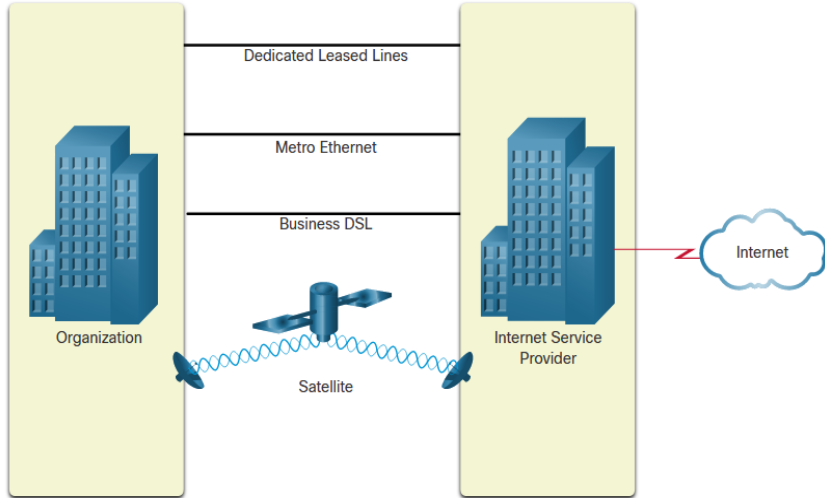 Dedicated Leased Lines
Metro Ethernet
Business DSL
Internet
Organization
Internet Service
Provider
Satellite